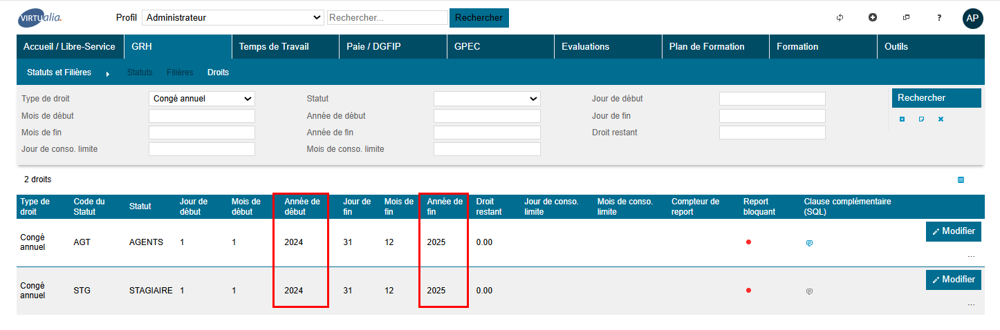 VIRTUalia.
Profil Administrateur Rechercher... Rechercher ? AP
Accueil / Libre-Service GRH Temps de Travail Paie / DGFIP GPEC Evaluations Plan de Formation Formation Outils
Statuts et Filières Statuts Filières Droits
Type de droit Congé annuel Statut Jour de début Rechercher
Mois de début Année de début Jour de fin
Mois de fin Année de fin Droit restant
Jour de conso. limite Mois de conso. limite
2 droits
Type de Code du Statut Jour de Mois de Année de Jour de Mois de Année de Droit Jour de conso. Mois de conso. Compteur de Report Clause complémentaire
droit Statut début début début fin fin fin restant limite limite report bloquant (SQL)
Congé AGT AGENTS 1 1 2024 31 12 2025 0.00 Modifier
annuel
...
Congé STG STAGIAIRE 1 1 2024 31 12 2025 0.00 Modifier
annuel
...